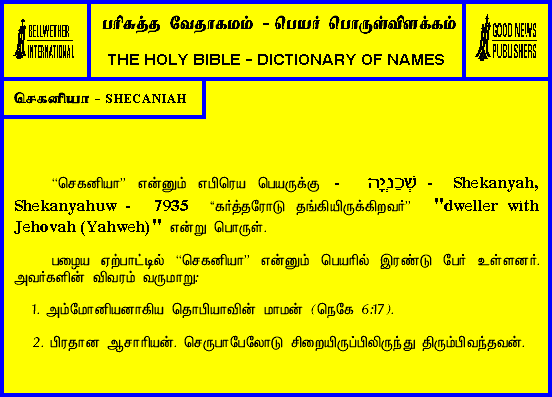 BELLWETHER
INTERNATIONAL
பரிசுத்த வேதாகமம் - பெயர் பொருள்விளக்கம்
THE HOLY BIBLE - DICTIONARY OF NAMES
GOOD NEWS
PUBLISHERS
செகனியா - SHECANIAH
“செகனியா” என்னும் எபிரெய பெயருக்கு - שְׁכַנְיָה - Shekanyah,
Shekanyahuw - 7935 “கர்த்தரோடு தங்கியிருக்கிறவர்” "dweller with
Jehovah (Yahweh)" என்று பொருள்.
பழைய ஏற்பாட்டில் “செகனியா” என்னும் பெயரில் இரண்டு பேர் உள்ளனர்.
அவர்களின் விவரம் வருமாறு:
1. அம்மோனியனாகிய தொபியாவின் மாமன் (நெகே 6:17).
2. பிரதான ஆசாரியன். செருபாபேலோடு சிறையிருப்பிலிருந்து திரும்பிவந்தவன்.